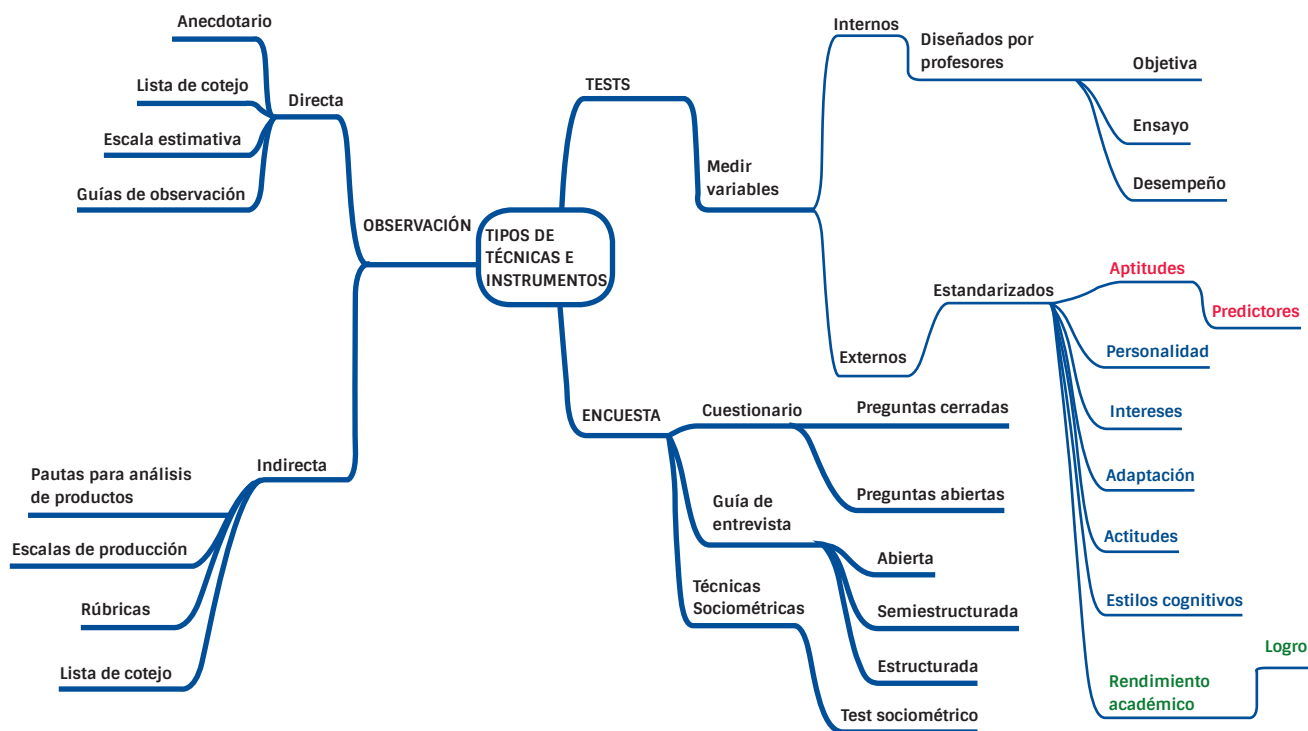 TIPOS DE
TÉCNICAS E
INSTRUMENTOS
OBSERVACIÓN
Directa
Anecdotario
Lista de cotejo
Escala estimativa
Guías de observación
Indirecta
Pautas para análisis
de productos
Escalas de producción
Rúbricas
Lista de cotejo
TESTS
Medir
variables
Internos
Diseñados por
profesores
Objetiva
Ensayo
Desempeño
Externos
Estandarizados
Aptitudes
Predictores
Personalidad
Intereses
Adaptación
Actitudes
Estilos cognitivos
Rendimiento
académico
Logro
ENCUESTA
Cuestionario
Preguntas cerradas
Preguntas abiertas
Guía de
entrevista
Abierta
Semiestructurada
Estructurada
Técnicas
Sociométricas
Test sociométrico